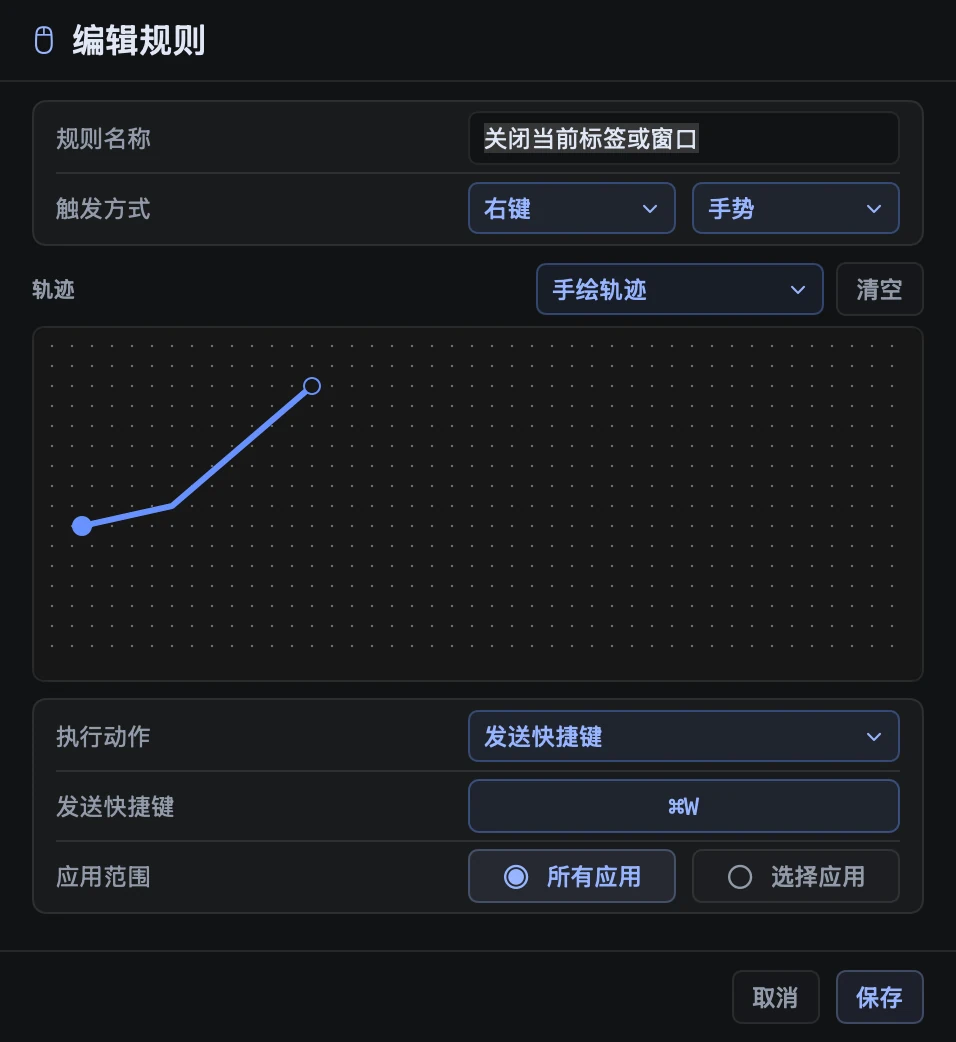 编辑规则
规则名称 关闭当前标签或窗口
触发方式 右键 手势
轨迹 手绘轨迹 清空
执行动作 发送快捷键
发送快捷键 ⌘W
应用范围 所有应用 选择应用
取消 保存